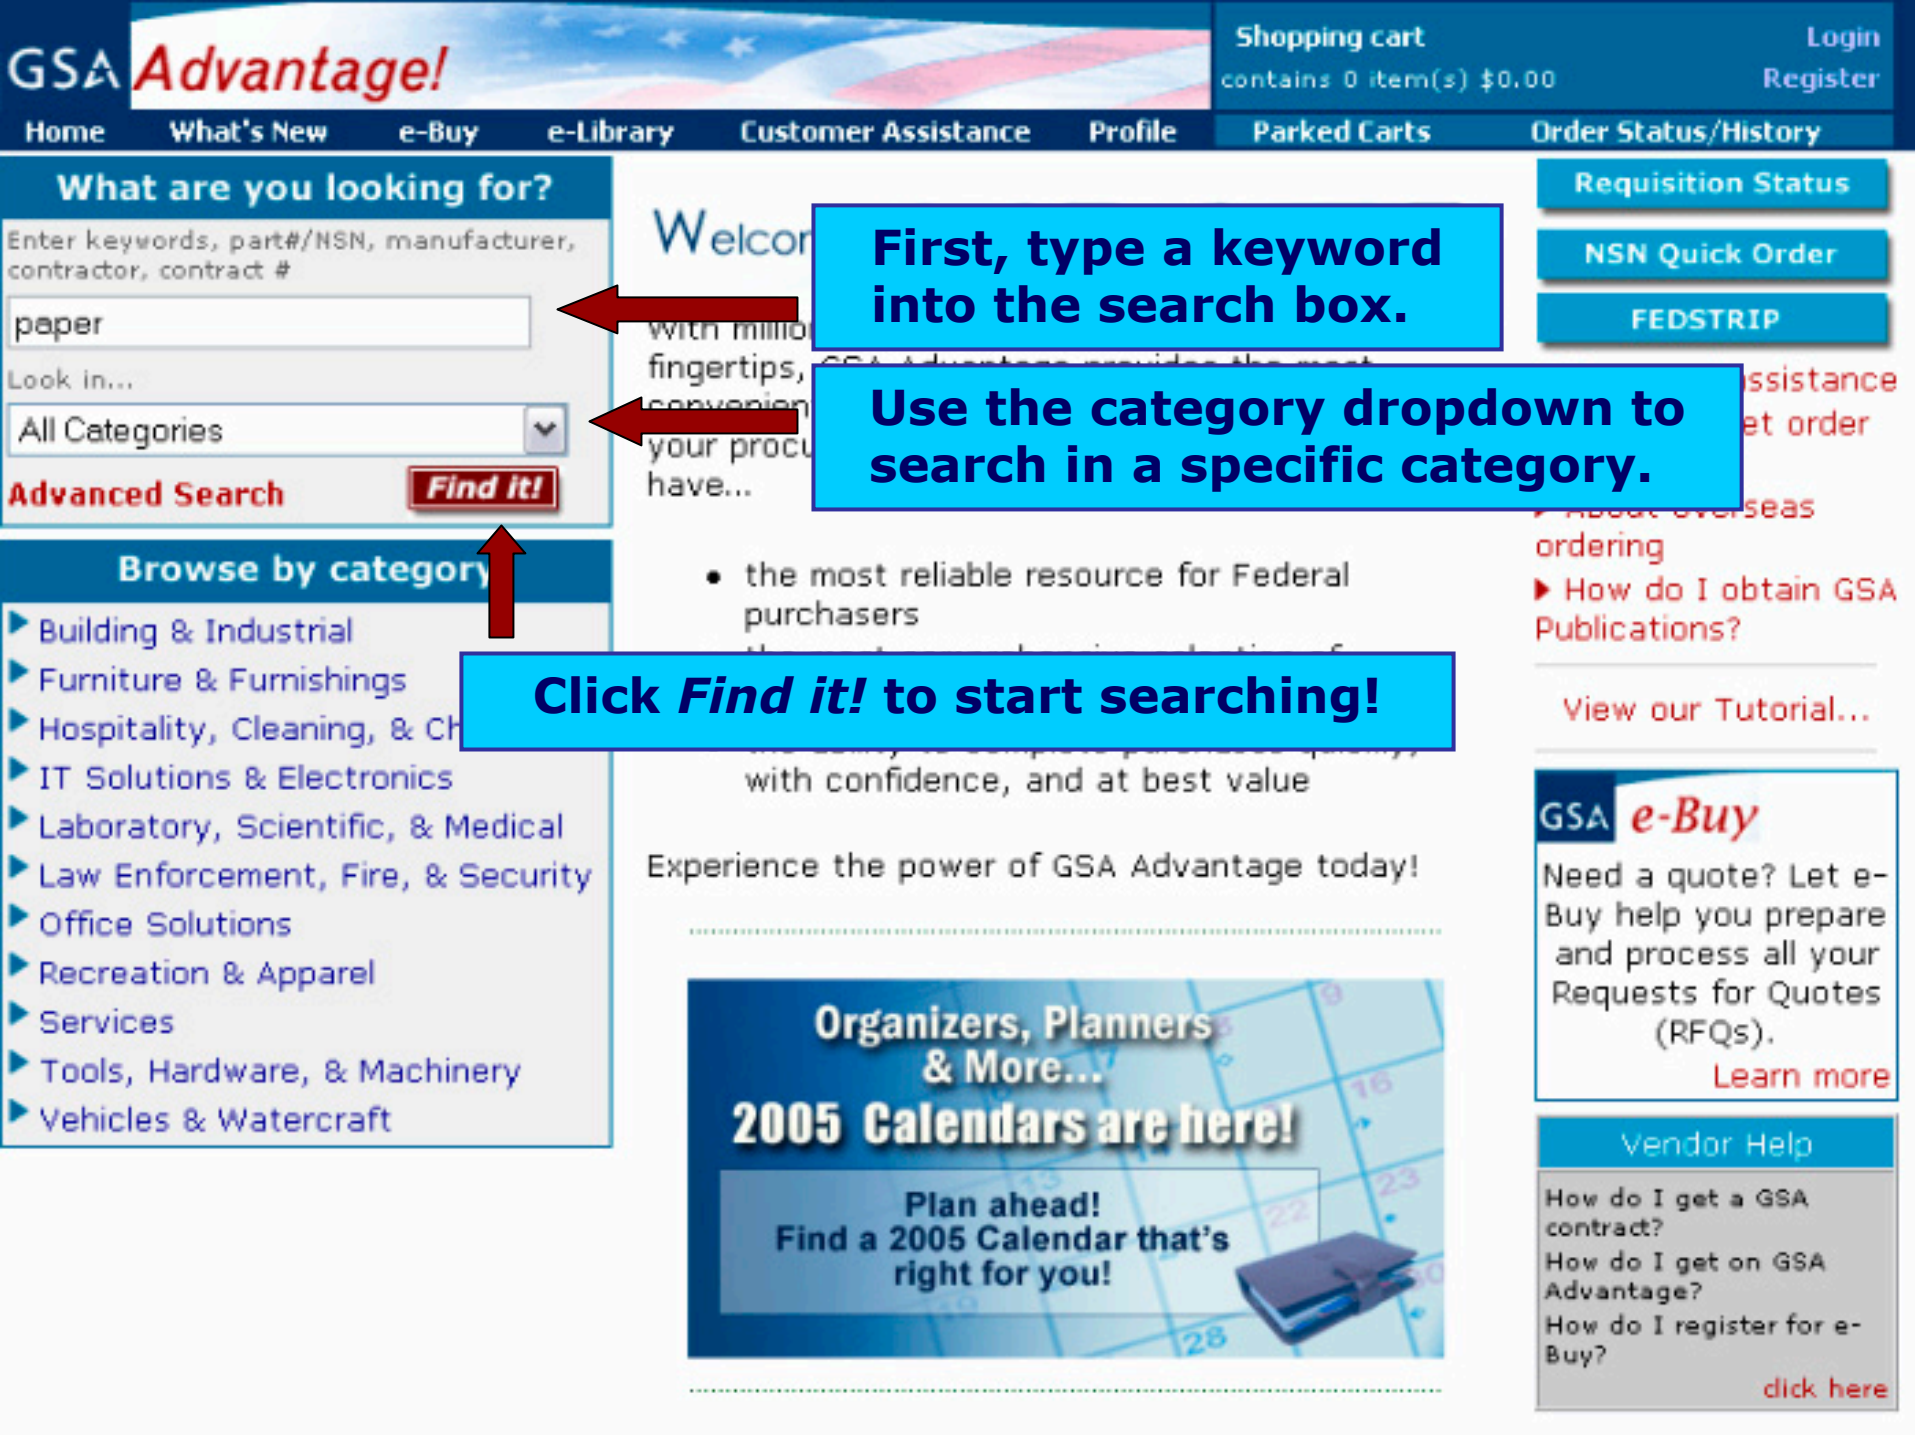 GSA Advantage!
Shopping cart
contains 0 item(s) $0.00
Login
Register
Home What's New e-Buy e-Library Customer Assistance Profile Parked Carts Order Status/History
What are you looking for?
Enter keywords, part#/NSN, manufacturer,
contractor, contract #
paper
Look in...
All Categories
Advanced Search
Find it!
Browse by category
Building & Industrial
Furniture & Furnishings
Hospitality, Cleaning, &
IT Solutions & Electronics
Laboratory, Scientific, & Medical
Law Enforcement, Fire, & Security
Office Solutions
Recreation & Apparel
Services
Tools, Hardware, & Machinery
Vehicles & Watercraft
First, type a keyword
into the search box.
Use the category dropdown to
search in a specific category.
Click Find it! to start searching!
With
fingertips, GSA Advantage provides the most
your
have...
the most reliable resource for Federal
purchasers
with confidence, and at best value
Experience the power of GSA Advantage today!
Organizers, Planners
& More...
2005 Calendars are here!
Plan ahead!
Find a 2005 Calendar that's
right for you!
Requisition Status
NSN Quick Order
FEDSTRIP
order
About overseas
ordering
How do I obtain GSA
Publications?
View our Tutorial...
GSA e-Buy
Need a quote? Let e-
Buy help you prepare
and process all your
Requests for Quotes
(RFQs).
Learn more
Vendor Help
How do I get a GSA
contract?
How do I get on GSA
Advantage?
How do I register for e-
Buy?
click here